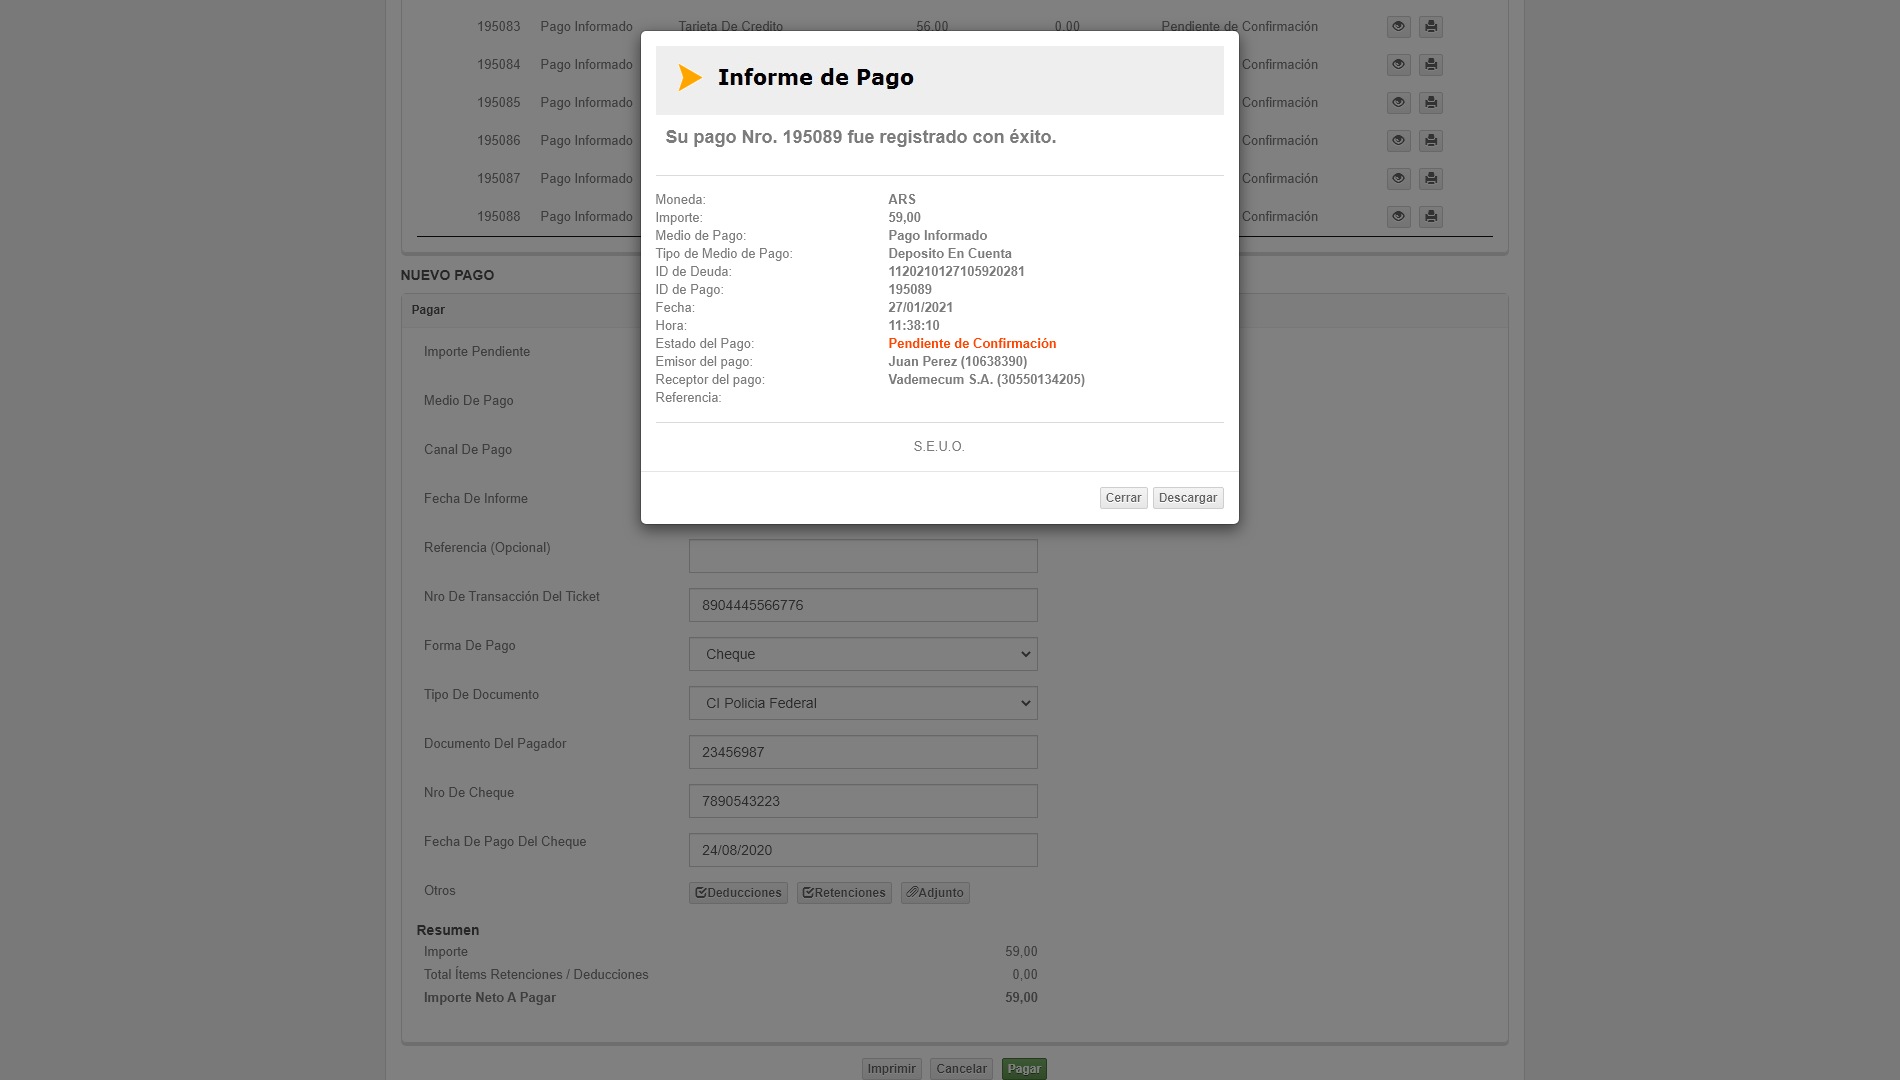 195083 Pago Informado Tarjeta De Credito 56.00 0.00 Pendiente de Confirmación
195084 Pago Informado Confirmación
195085 Pago Informado Confirmación
195086 Pago Informado Confirmación
195087 Pago Informado Confirmación
195088 Pago Informado Confirmación
Informe de Pago
Su pago Nro. 195089 fue registrado con éxito.
Moneda: ARS
Importe: 59,00
Medio de Pago: Pago Informado
Tipo de Medio de Pago: Deposito En Cuenta
ID de Deuda: 1120210127105920281
ID de Pago: 195089
Fecha: 27/01/2021
Hora: 11:38:10
Estado del Pago: Pendiente de Confirmación
Emisor del pago: Juan Perez (10638390)
Receptor del pago: Vademecum S.A. (30550134205)
Referencia:
S.E.U.O.
Cerrar Descargar
NUEVO PAGO
Pagar
Importe Pendiente
Medio De Pago
Canal De Pago
Fecha De Informe
Referencia (Opcional)
Nro De Transacción Del Ticket 8904445566776
Forma De Pago Cheque
Tipo De Documento CI Policia Federal
Documento Del Pagador 23456987
Nro De Cheque 7890543223
Fecha De Pago Del Cheque 24/08/2020
Otros Deducciones Retenciones Adjunto
Resumen
Importe 59,00
Total Ítems Retenciones / Deducciones 0,00
Importe Neto A Pagar 59,00
Imprimir Cancelar Pagar